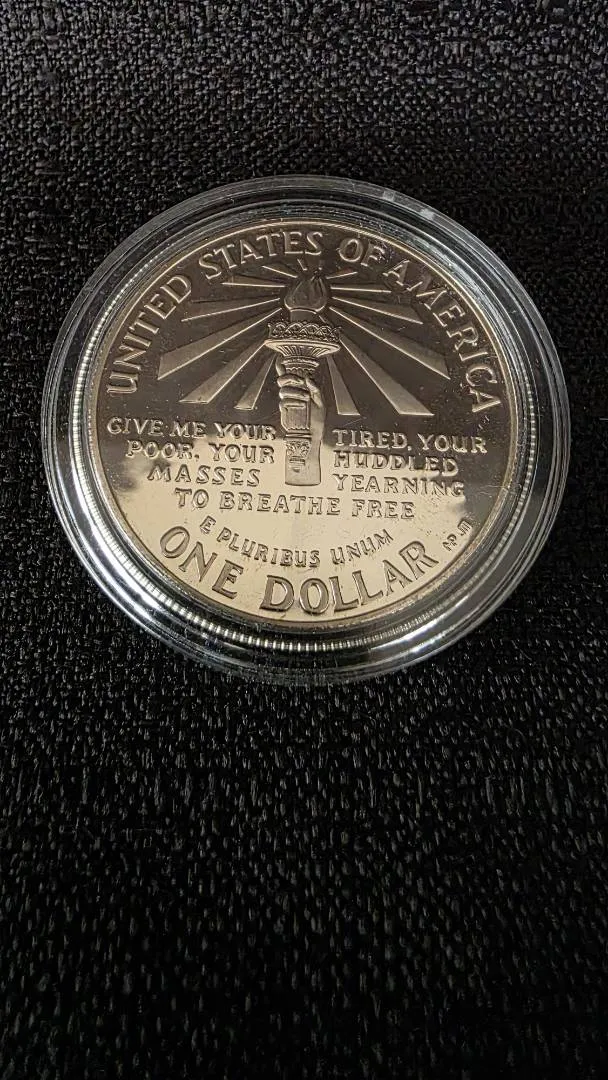 UNITED STATES OF AMERICA
GIVE ME YOUR TIRED, YOUR
POOR, YOUR HUDDLED
MASSES YEARNING
TO BREATHE FREE
E PLURIBUS UNUM
ONE DOLLAR